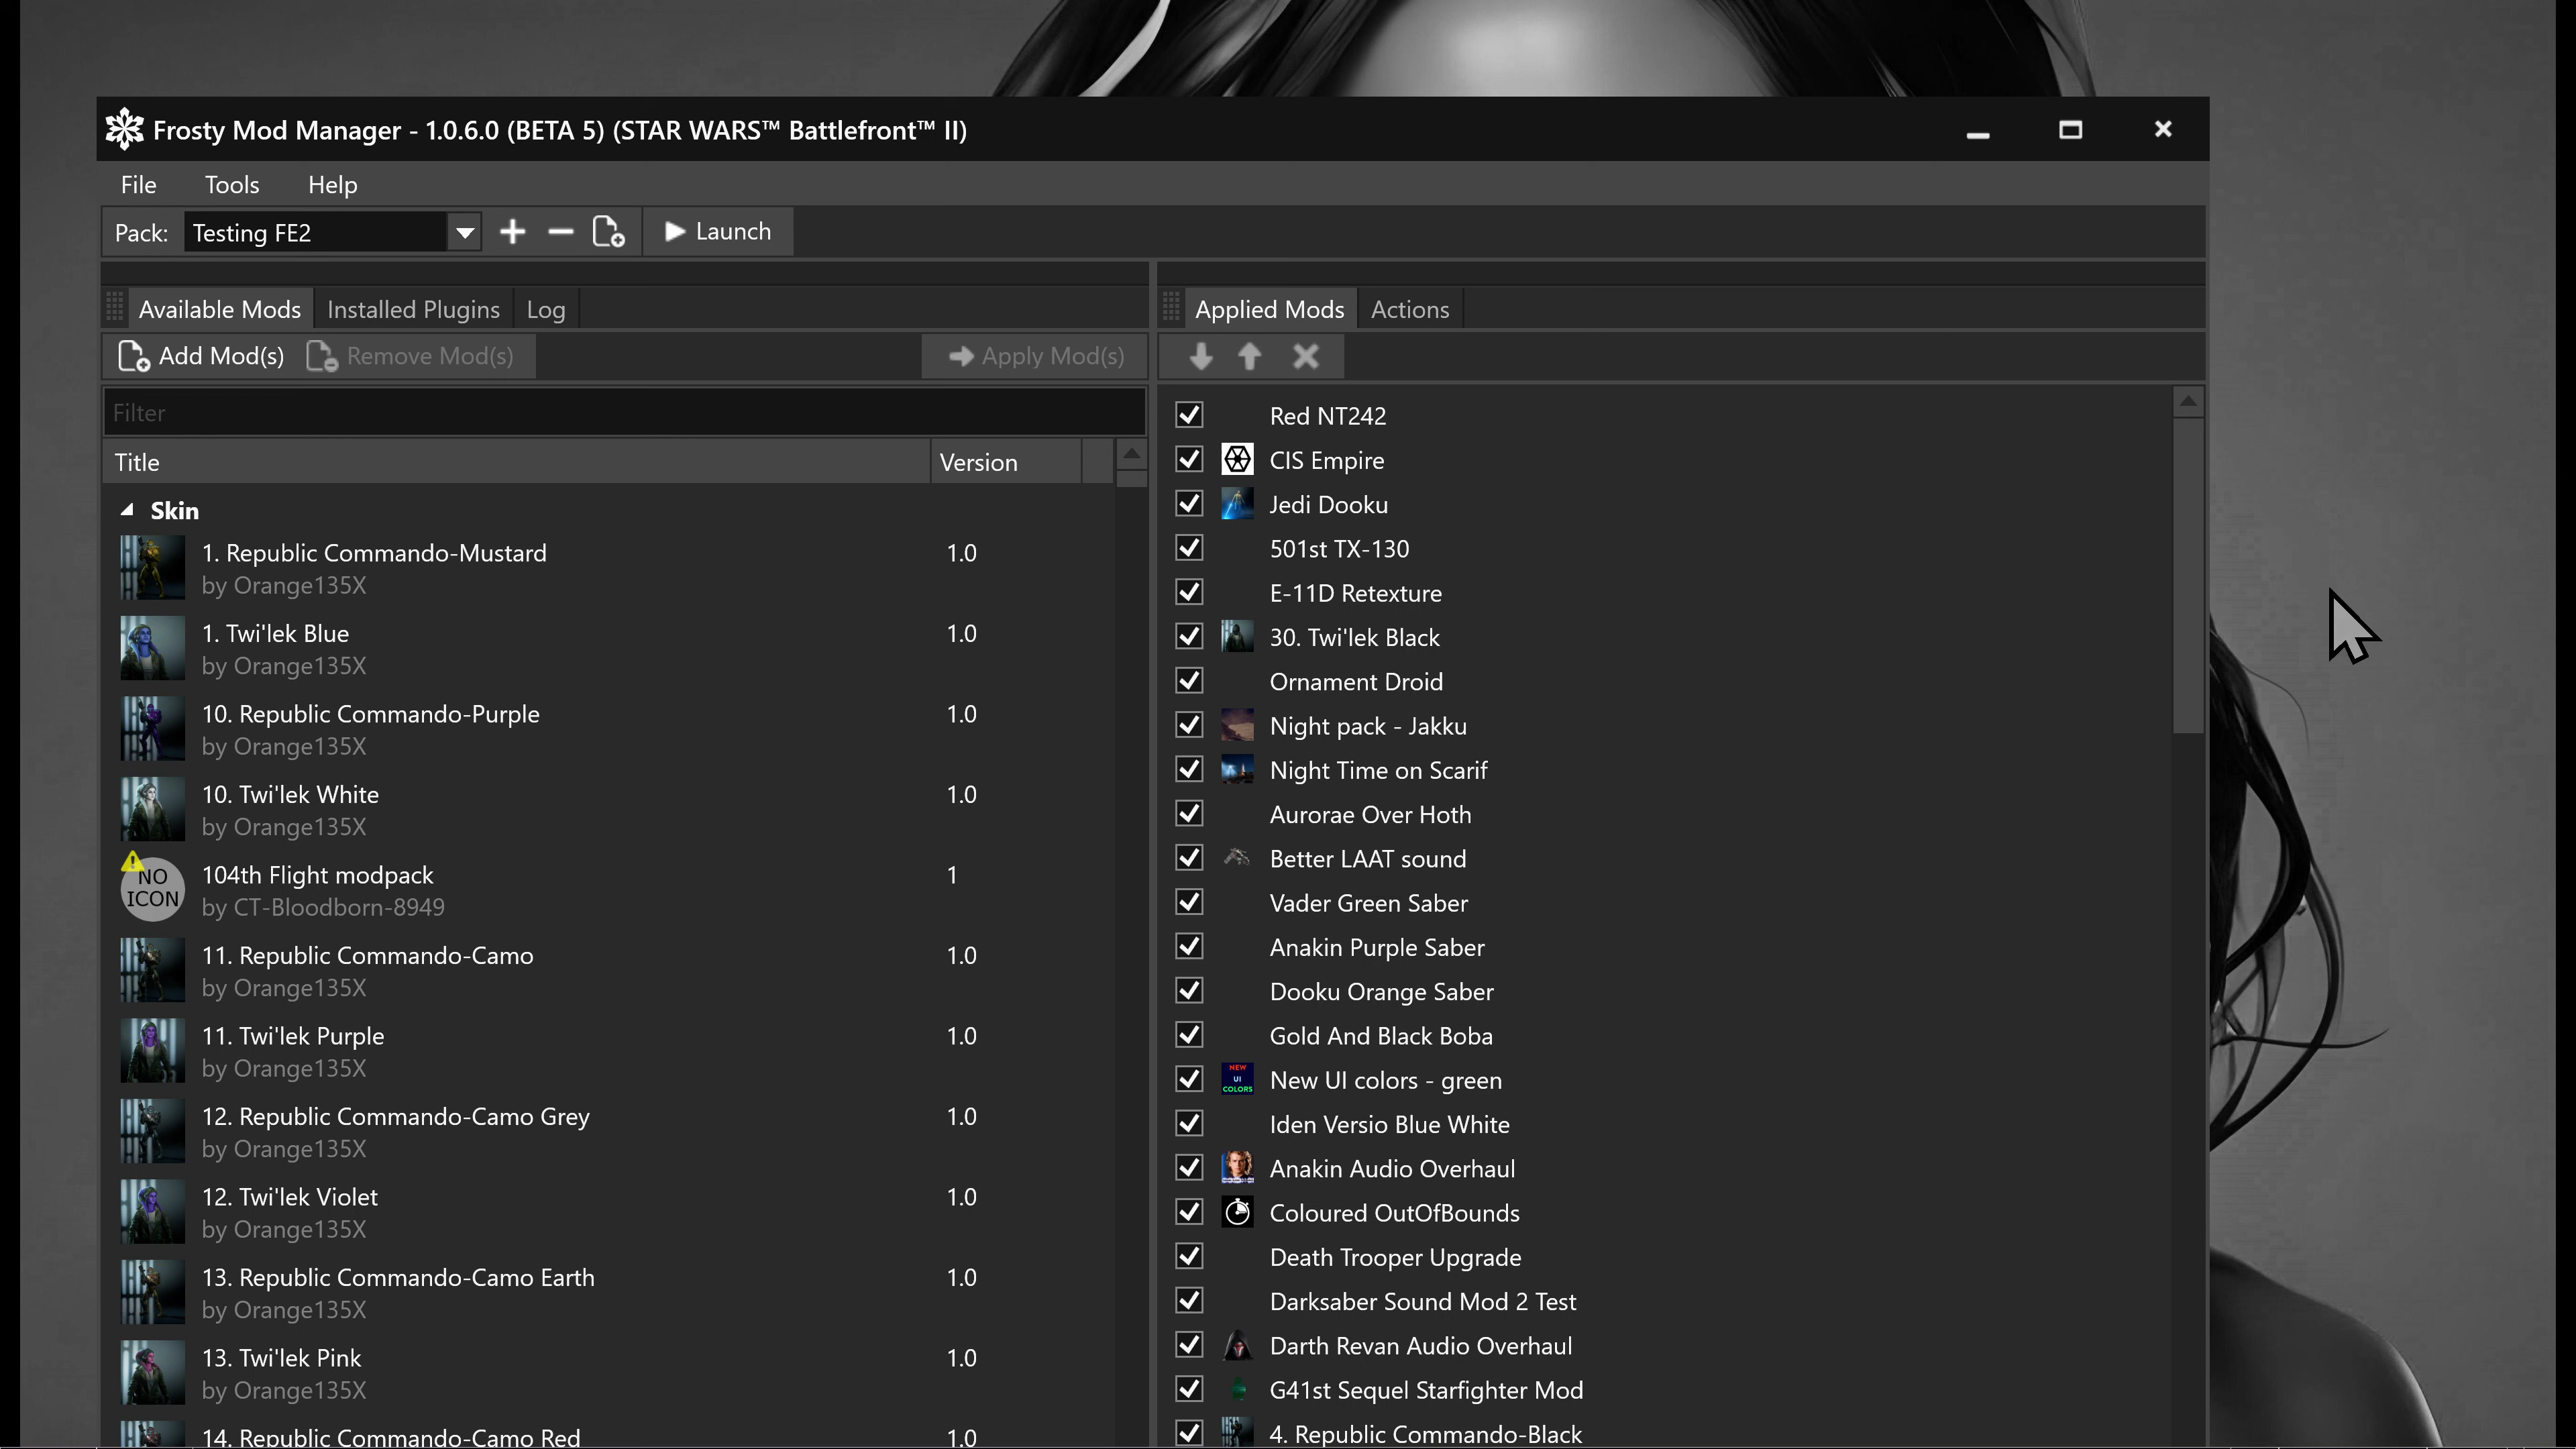 Frosty Mod Manager - 1.0.6.0 (BETA 5) (STAR WARS™ Battlefront™ II)
File Tools Help
Pack: Testing FE2 Launch
Available Mods Installed Plugins Log
Add Mod(s) Remove Mod(s) Apply Mod(s)
Filter
Title Version
Skin
1. Republic Commando-Mustard 1.0
by Orange135X
1. Twi'lek Blue 1.0
by Orange135X
10. Republic Commando-Purple 1.0
by Orange135X
10. Twi'lek White 1.0
by Orange135X
NO
ICON
104th Flight modpack 1
by CT-Bloodborn-8949
11. Republic Commando-Camo 1.0
by Orange135X
11. Twi'lek Purple 1.0
by Orange135X
12. Republic Commando-Camo Grey 1.0
by Orange135X
12. Twi'lek Violet 1.0
by Orange135X
13. Republic Commando-Camo Earth 1.0
by Orange135X
13. Twi'lek Pink 1.0
by Orange135X
14. Republic Commando-Camo Red 1.0
Applied Mods Actions
Red NT242
CIS Empire
Jedi Dooku
501st TX-130
E-11D Retexture
30. Twi'lek Black
Ornament Droid
Night pack - Jakku
Night Time on Scarif
Aurorae Over Hoth
Better LAAT sound
Vader Green Saber
Anakin Purple Saber
Dooku Orange Saber
Gold And Black Boba
NEW
UI
COLORS
New UI colors - green
Iden Versio Blue White
Anakin Audio Overhaul
Coloured OutOfBounds
Death Trooper Upgrade
Darksaber Sound Mod 2 Test
Darth Revan Audio Overhaul
G41st Sequel Starfighter Mod
4. Republic Commando-Black